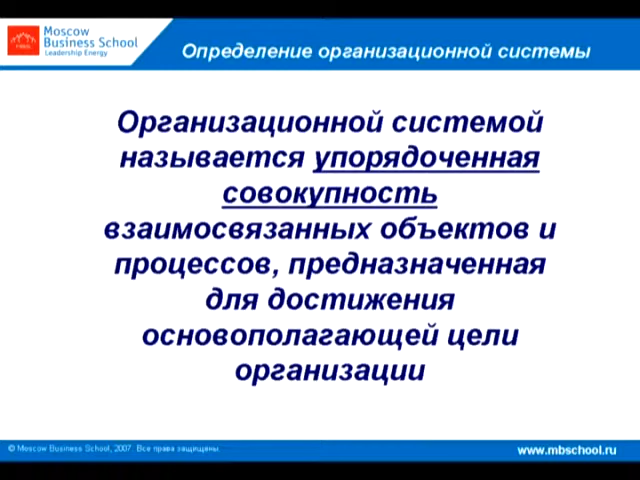 Moscow
Business School
Leadership Energy
Определение организационной системы
Организационной системой
называется упорядоченная
совокупность
взаимосвязанных объектов и
процессов, предназначенная
для достижения
основополагающей цели
организации
© Moscow Business School, 2007. Все права защищены.
www.mbschool.ru